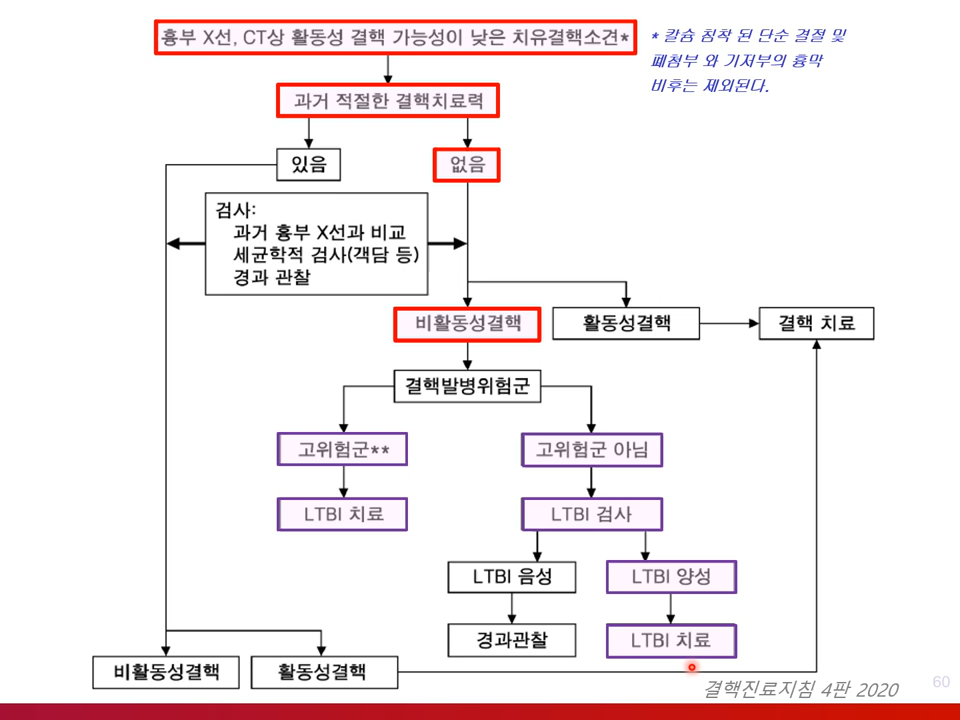 흉부 X선, CT상 활동성 결핵 가능성이 낮은 치유결핵소견*
* 칼슘 침착 된 단순 결절 및
폐첨부 와 기저부의 흉막
비후는 제외된다.
과거 적절한 결핵치료력
있음
없음
검사:
과거 흉부 X선과 비교
세균학적 검사(객담 등)
경과 관찰
비활동성결핵
활동성결핵
결핵 치료
결핵발병위험군
고위험군**
고위험군 아님
LTBI 치료
LTBI 검사
LTBI 음성
LTBI 양성
경과관찰
LTBI 치료
비활동성결핵
활동성결핵
결핵진료지침 4판 2020
60